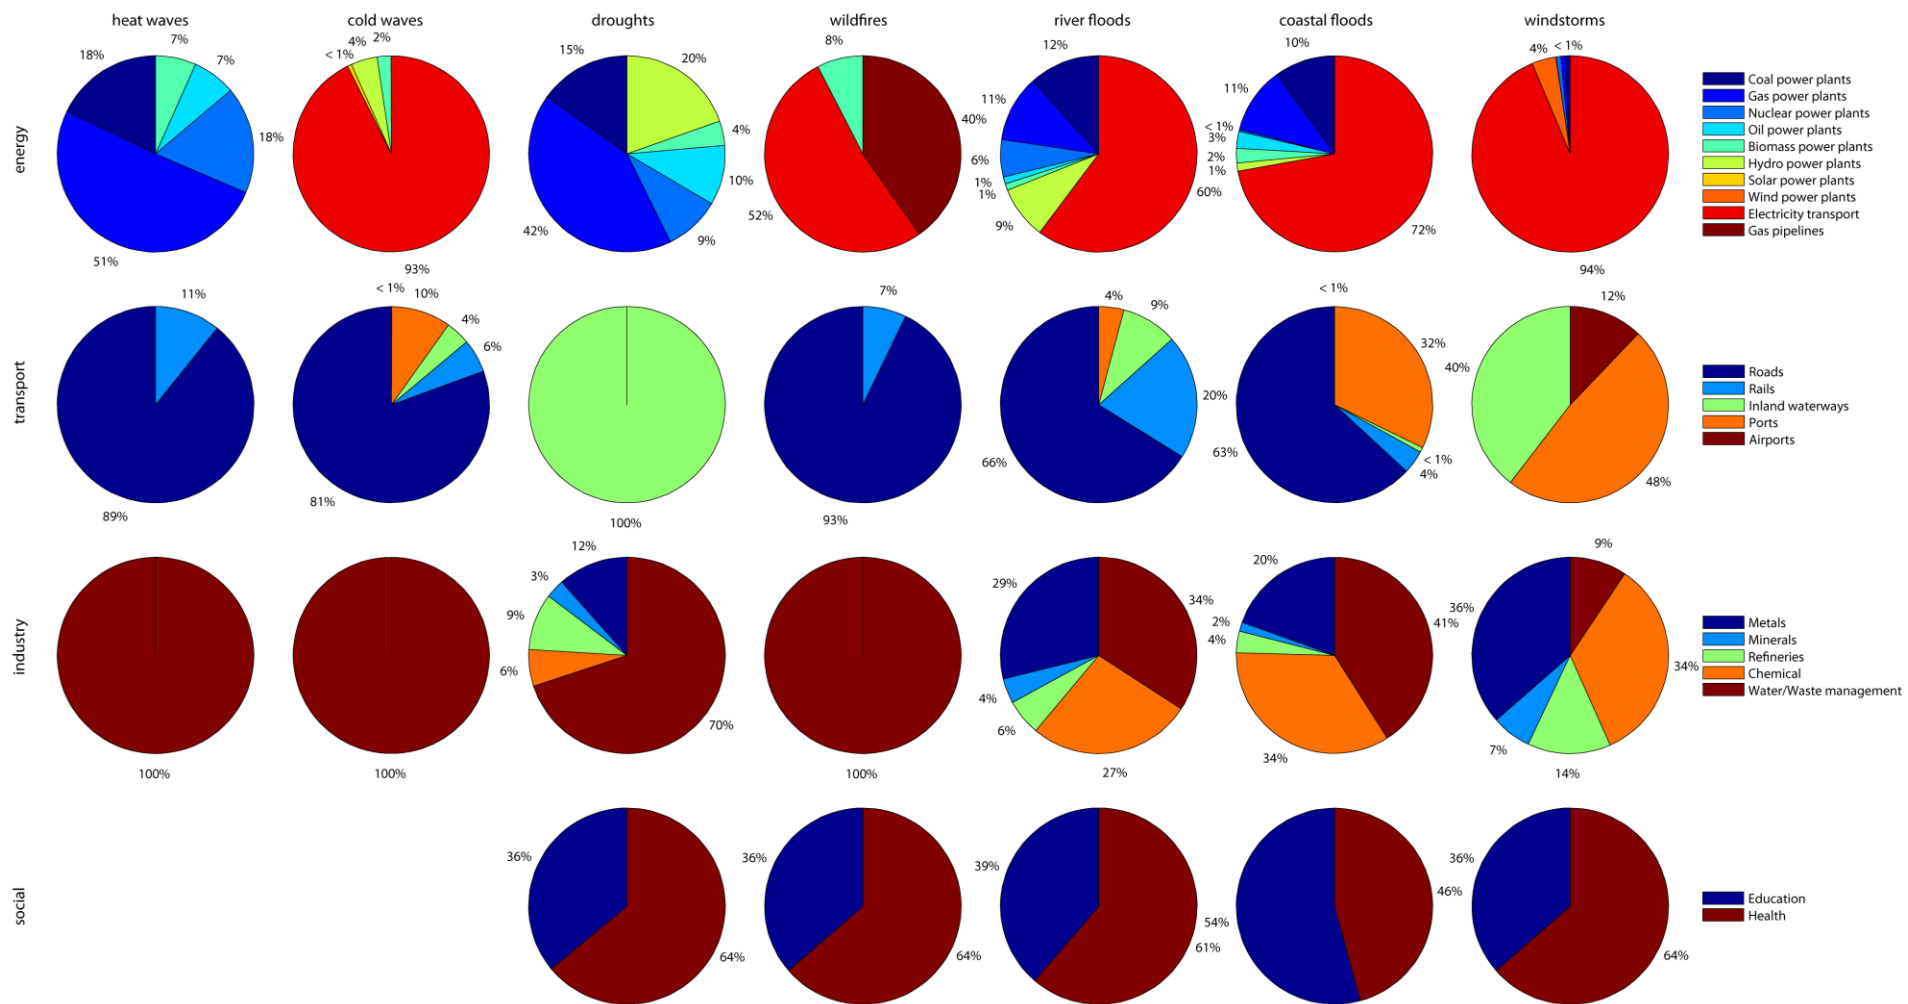 heat waves
cold waves
droughts
wildfires
river floods
coastal floods
windstorms
energy
18%
7%
7%
18%
51%
< 1%
4%
2%
93%
15%
20%
4%
10%
9%
42%
8%
40%
52%
12%
11%
6%
1%
1%
9%
60%
10%
11%
< 1%
3%
2%
1%
72%
4%
< 1%
94%
Coal power plants
Gas power plants
Nuclear power plants
Oil power plants
Biomass power plants
Hydro power plants
Solar power plants
Wind power plants
Electricity transport
Gas pipelines
transport
11%
89%
< 1%
10%
4%
6%
81%
100%
7%
93%
4%
9%
20%
66%
< 1%
32%
< 1%
4%
63%
12%
40%
48%
Roads
Rails
Inland waterways
Ports
Airports
industry
100%
100%
12%
3%
9%
6%
70%
100%
29%
34%
4%
6%
27%
20%
2%
4%
41%
34%
9%
36%
34%
7%
14%
Metals
Minerals
Refineries
Chemical
Water/Waste management
social
36%
64%
36%
64%
39%
61%
54%
46%
36%
64%
Education
Health